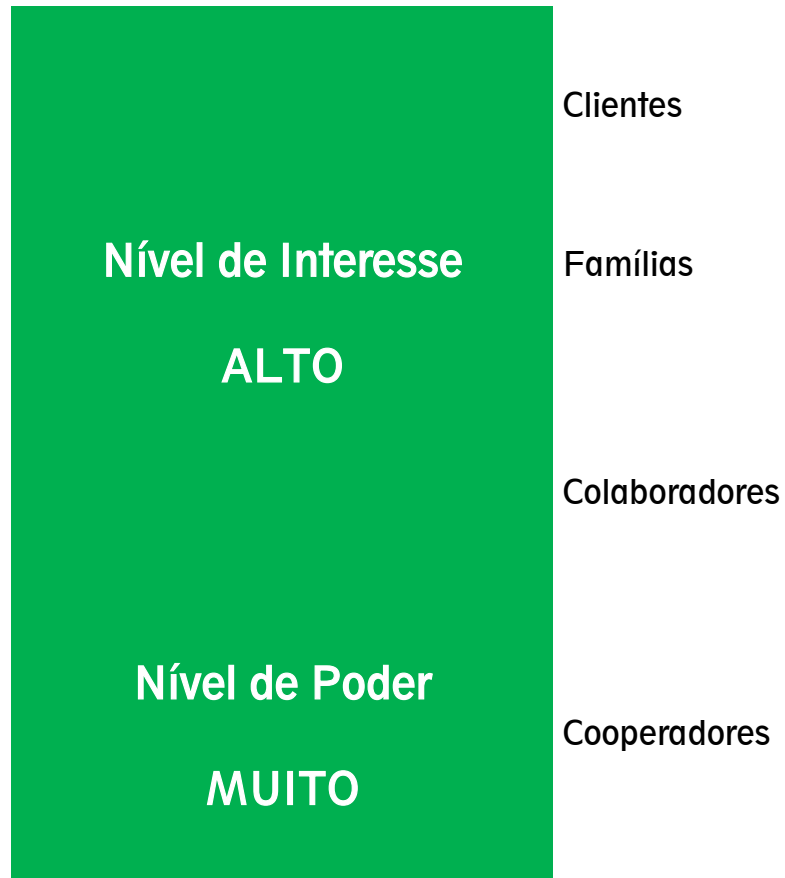 Clientes
Nível de Interesse
Famílias
ALTO
Colaboradores
Nível de Poder
Cooperadores
MUITO